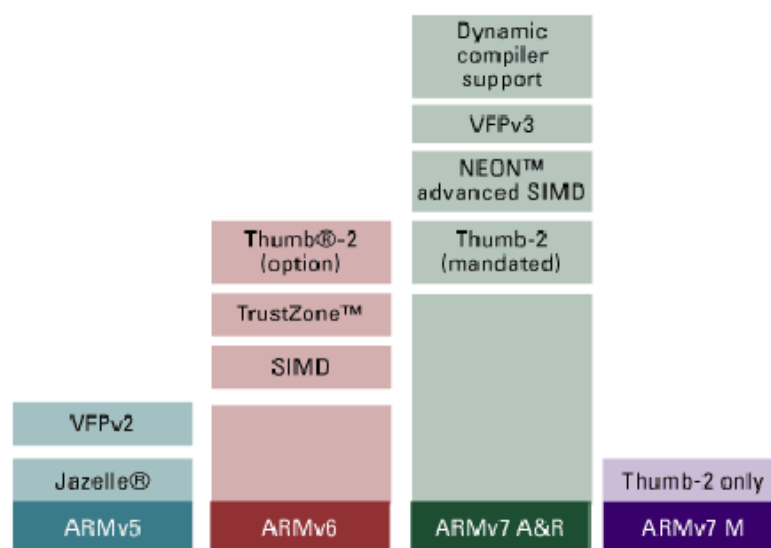 Dynamic
compiler
support
VFPv3
NEON™
advanced SIMD
Thumb®-2
(option)
Thumb-2
(mandated)
TrustZone™
SIMD
VFPv2
Jazelle®
Thumb-2 only
ARMv5
ARMv6
ARMv7 A&R
ARMv7 M